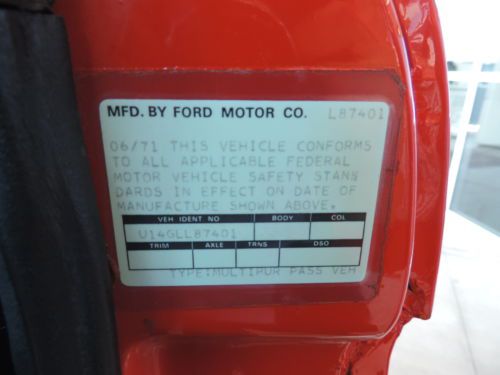 MFD. BY FORD MOTOR CO. L87401
06/71 THIS VEHICLE CONFORMS
TO ALL APPLICABLE FEDERAL
MOTOR VEHICLE SAFETY STAN
DARDS IN EFFECT ON DATE OF
MANUFACTURE SHOWN ABOVE.
VEH IDENT NO BODY COL
U14GLL87401
TRIM AXLE TRNS DSO
TYPE:MULTIPUR PASS VEH